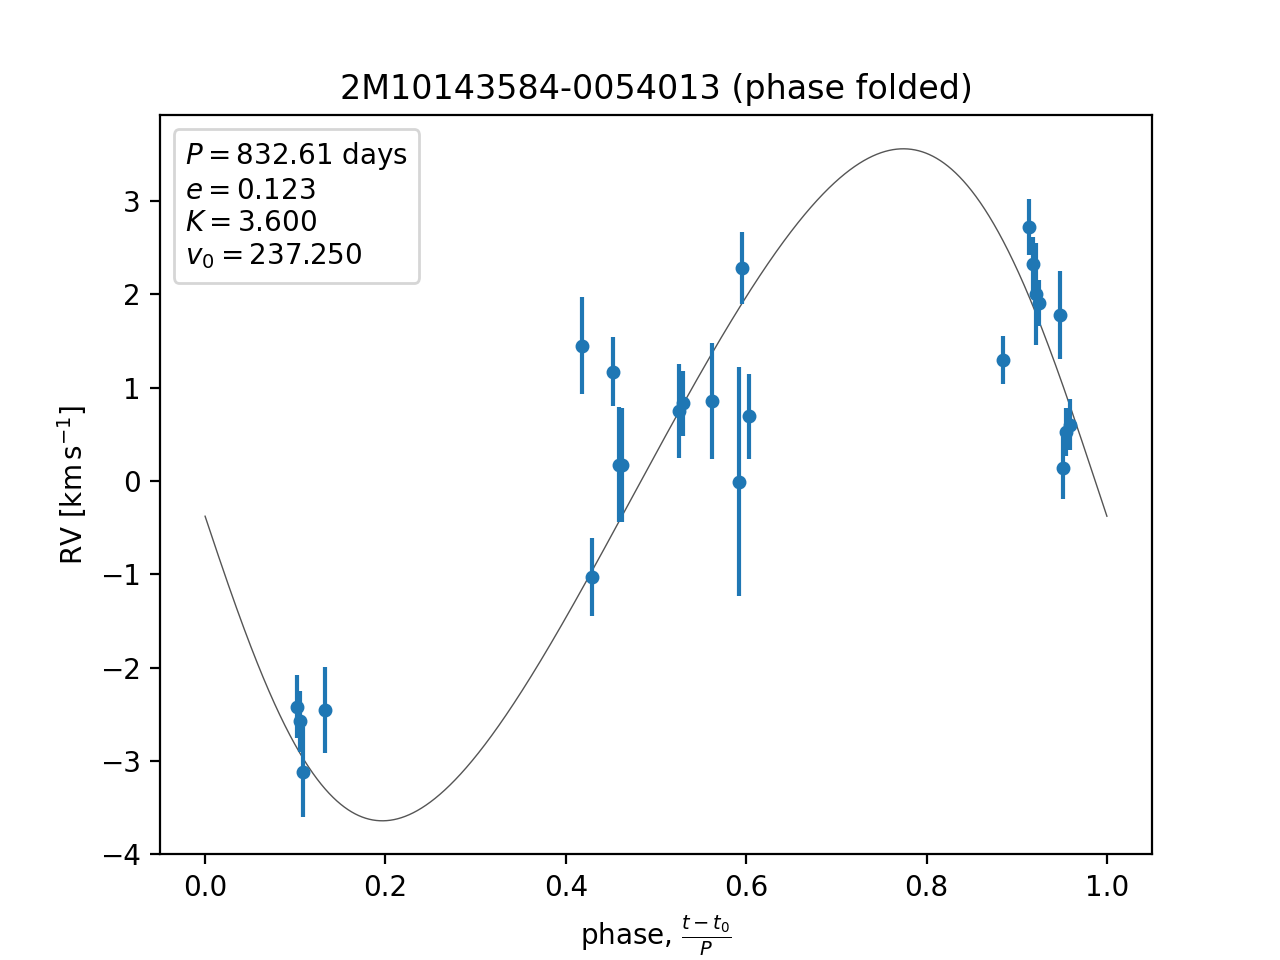 2M10143584-0054013 (phase folded)
P = 832.61 days
e = 0.123
K = 3.600
v₀ = 237.250
3
2
1
0
−1
−2
−3
−4
RV [km s⁻¹]
0.0 0.2 0.4 0.6 0.8 1.0
phase, (t − t₀)/P